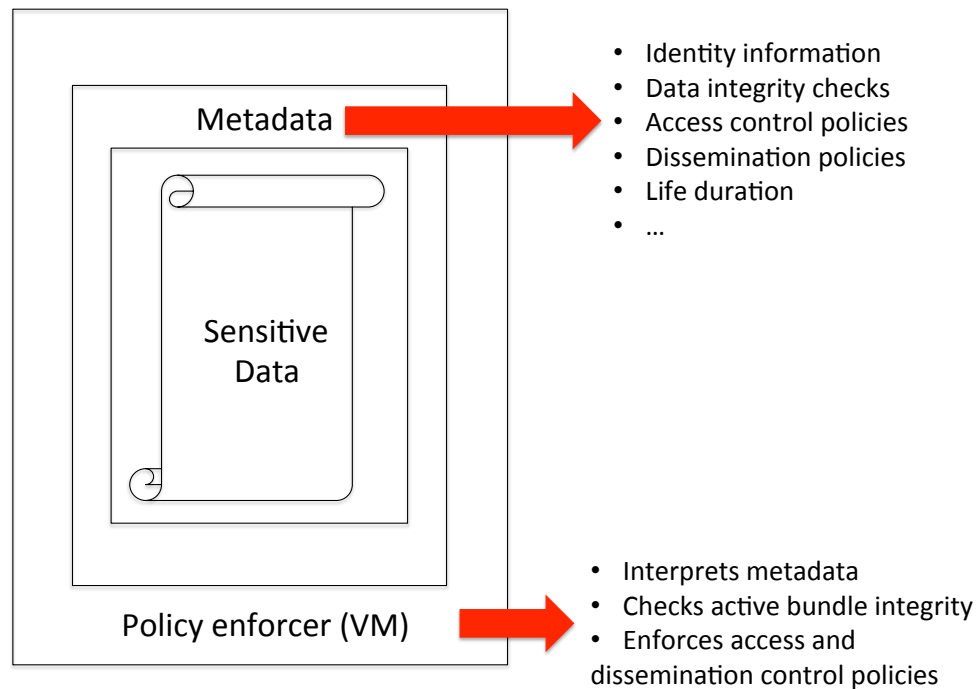 Metadata
• Identity information
• Data integrity checks
• Access control policies
• Dissemination policies
• Life duration
• …
Sensitive
Data
Policy enforcer (VM)
• Interprets metadata
• Checks active bundle integrity
• Enforces access and
dissemination control policies